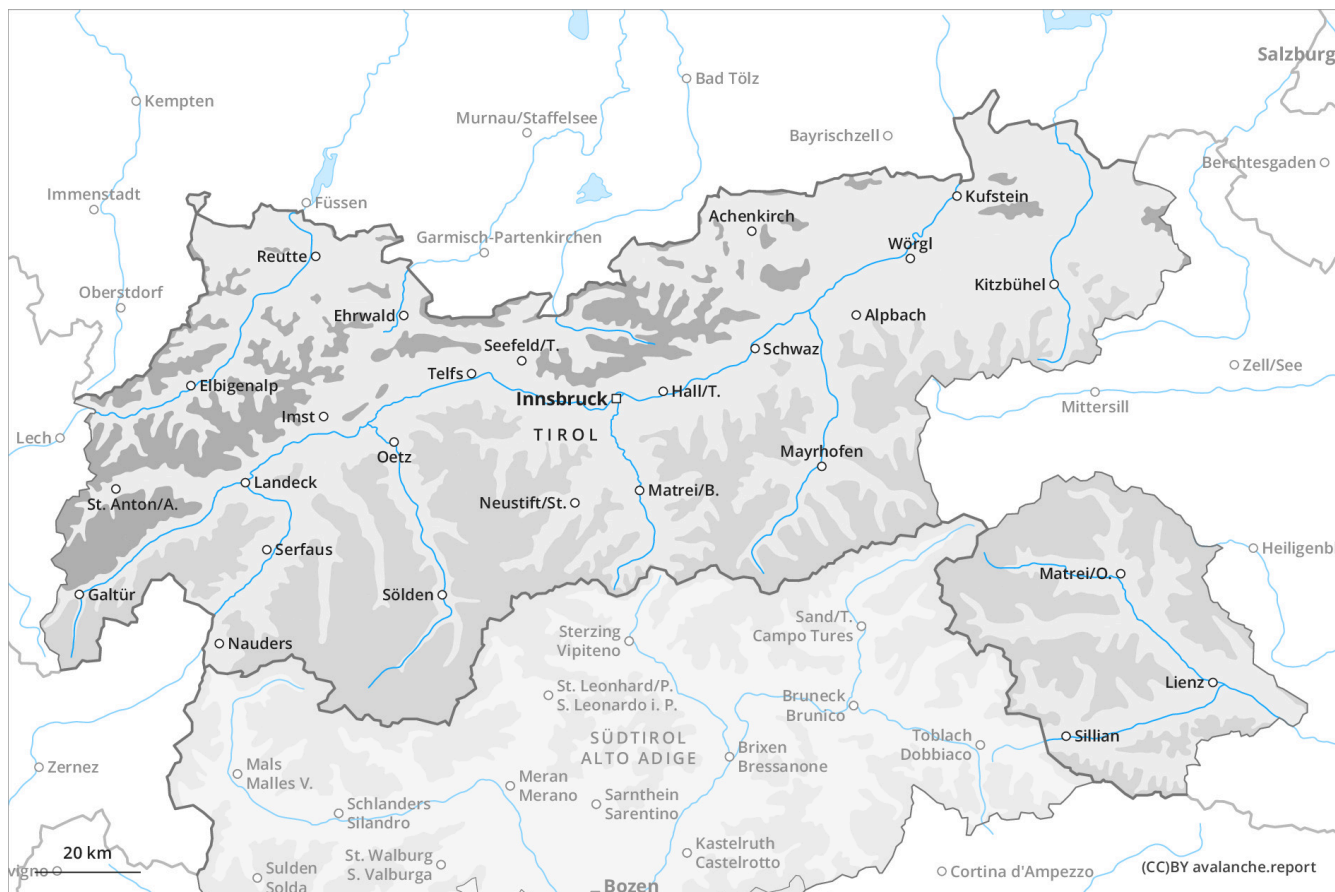 Salzburg
Bad Tölz
Kempten
Murnau/Staffelsee
Bayrischzell
Berchtesgaden
Immenstadt
Füssen
Kufstein
Achenkirch
Garmisch-Partenkirchen
Wörgl
Reutte
Kitzbühel
Oberstdorf
Ehrwald
Alpbach
Seefeld/T.
Schwaz
Zell/See
Telfs
Elbigenalp
Hall/T.
Innsbruck
Mittersill
Imst
Lech
TIROL
Oetz
Mayrhofen
Landeck
Matrei/B.
St. Anton/A.
Neustift/St.
Serfaus
Heiligenb
Matrei/O.
Galtür
Sölden
Sand/T.
Campo Tures
Sterzing
Vipiteno
Nauders
Lienz
St. Leonhard/P.
S. Leonardo i. P.
Bruneck
Brunico
Sillian
Toblach
Dobbiaco
SÜDTIROL
ALTO ADIGE
Brixen
Bressanone
Zernez
Mals
Malles V.
Meran
Merano
Schlanders
Silandro
Sarnthein
Sarentino
Kastelruth
Castelrotto
20 km
St. Walburg
S. Valburga
vigno
Sulden
Solda
Cortina d'Ampezzo
(CC)BY avalanche.report
Bozen